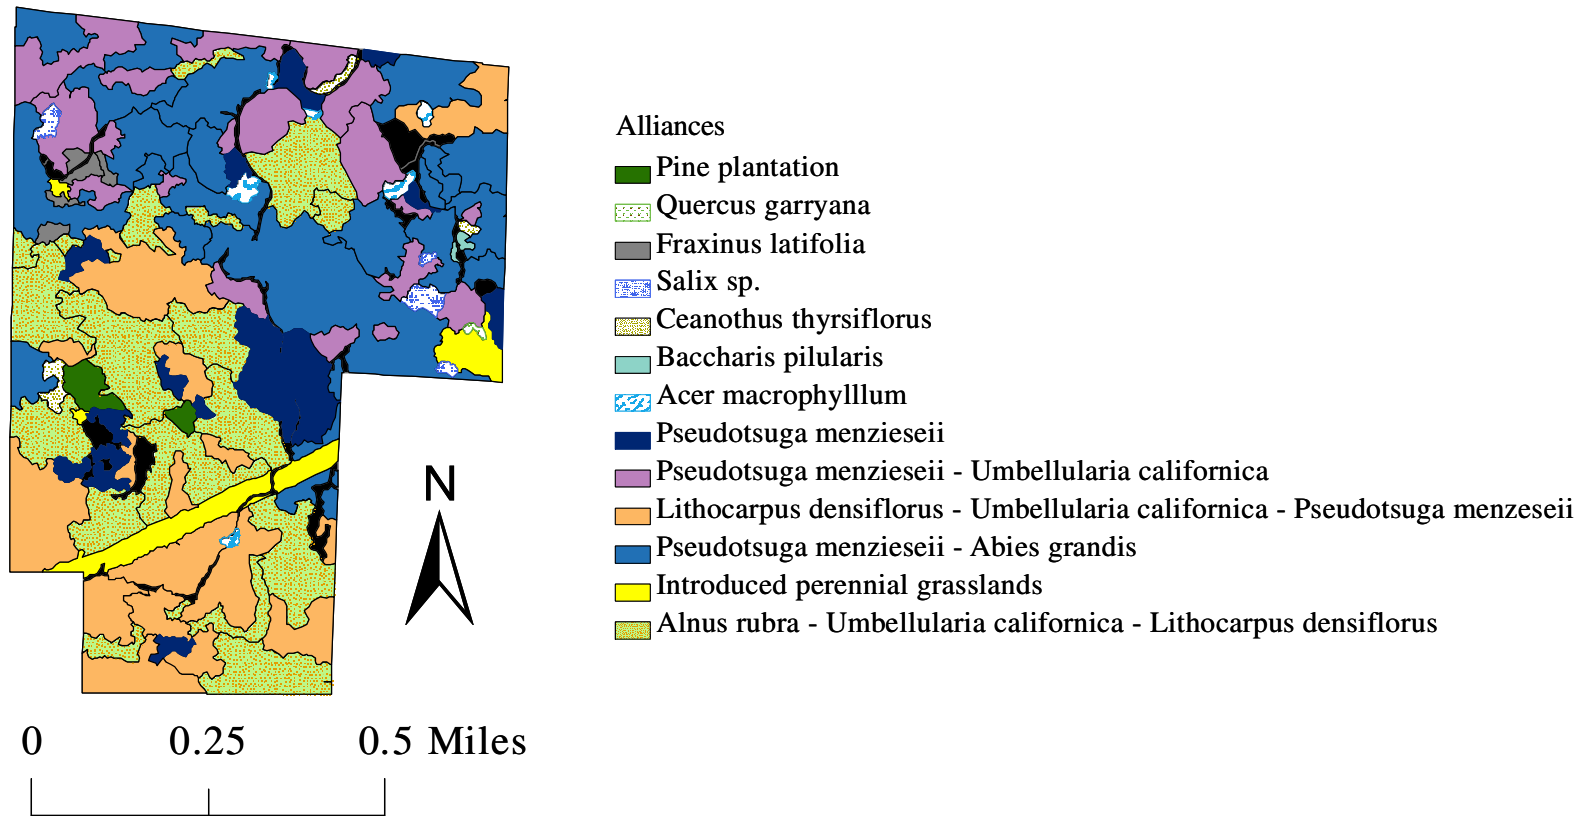 Alliances
Pine plantation
Quercus garryana
Fraxinus latifolia
Salix sp.
Ceanothus thyrsiflorus
Baccharis pilularis
Acer macrophylllum
Pseudotsuga menzieseii
Pseudotsuga menzieseii - Umbellularia californica
Lithocarpus densiflorus - Umbellularia californica - Pseudotsuga menzeseii
Pseudotsuga menzieseii - Abies grandis
Introduced perennial grasslands
Alnus rubra - Umbellularia californica - Lithocarpus densiflorus
N
0 0.25 0.5 Miles